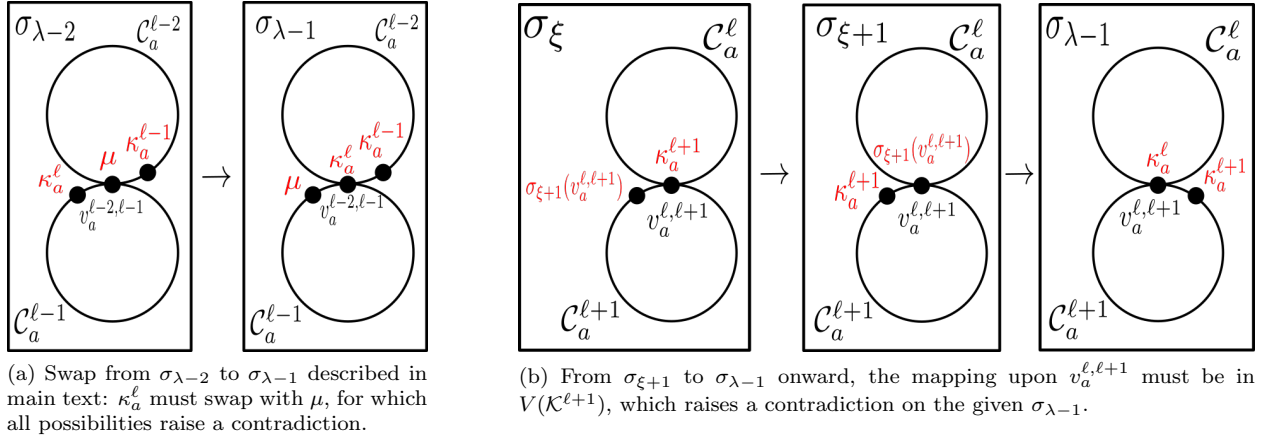 σ_{λ−2}
𝒞_a^{ℓ−2}
κ_a^{ℓ−1}
μ
κ_a^ℓ
v_a^{ℓ−2,ℓ−1}
𝒞_a^{ℓ−1}
→
σ_{λ−1}
𝒞_a^{ℓ−2}
κ_a^{ℓ−1}
κ_a^ℓ
μ
v_a^{ℓ−2,ℓ−1}
𝒞_a^{ℓ−1}
(a) Swap from σ_{λ−2} to σ_{λ−1} described in
main text: κ_a^ℓ must swap with μ, for which
all possibilities raise a contradiction.
σ_ξ
𝒞_a^ℓ
κ_a^{ℓ+1}
σ_{ξ+1}(v_a^{ℓ,ℓ+1})
v_a^{ℓ,ℓ+1}
𝒞_a^{ℓ+1}
→
σ_{ξ+1}
𝒞_a^ℓ
σ_{ξ+1}(v_a^{ℓ,ℓ+1})
κ_a^{ℓ+1}
v_a^{ℓ,ℓ+1}
𝒞_a^{ℓ+1}
→
σ_{λ−1}
𝒞_a^ℓ
κ_a^ℓ
κ_a^{ℓ+1}
v_a^{ℓ,ℓ+1}
𝒞_a^{ℓ+1}
(b) From σ_{ξ+1} to σ_{λ−1} onward, the mapping upon v_a^{ℓ,ℓ+1} must be in
V(𝒦^{ℓ+1}), which raises a contradiction on the given σ_{λ−1}.